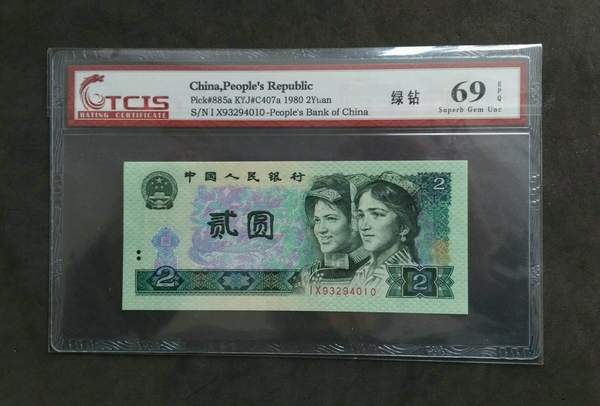 TCIS
RATING CERTIFICATE
China,People's Republic
Pick#885a KYJ#C407a 1980 2Yuan
S/N I X93294010-People's Bank of China
绿钻
69 EPQ
Superb Gem Unc
中国人民银行
2
贰圆
2
IX93294010
2